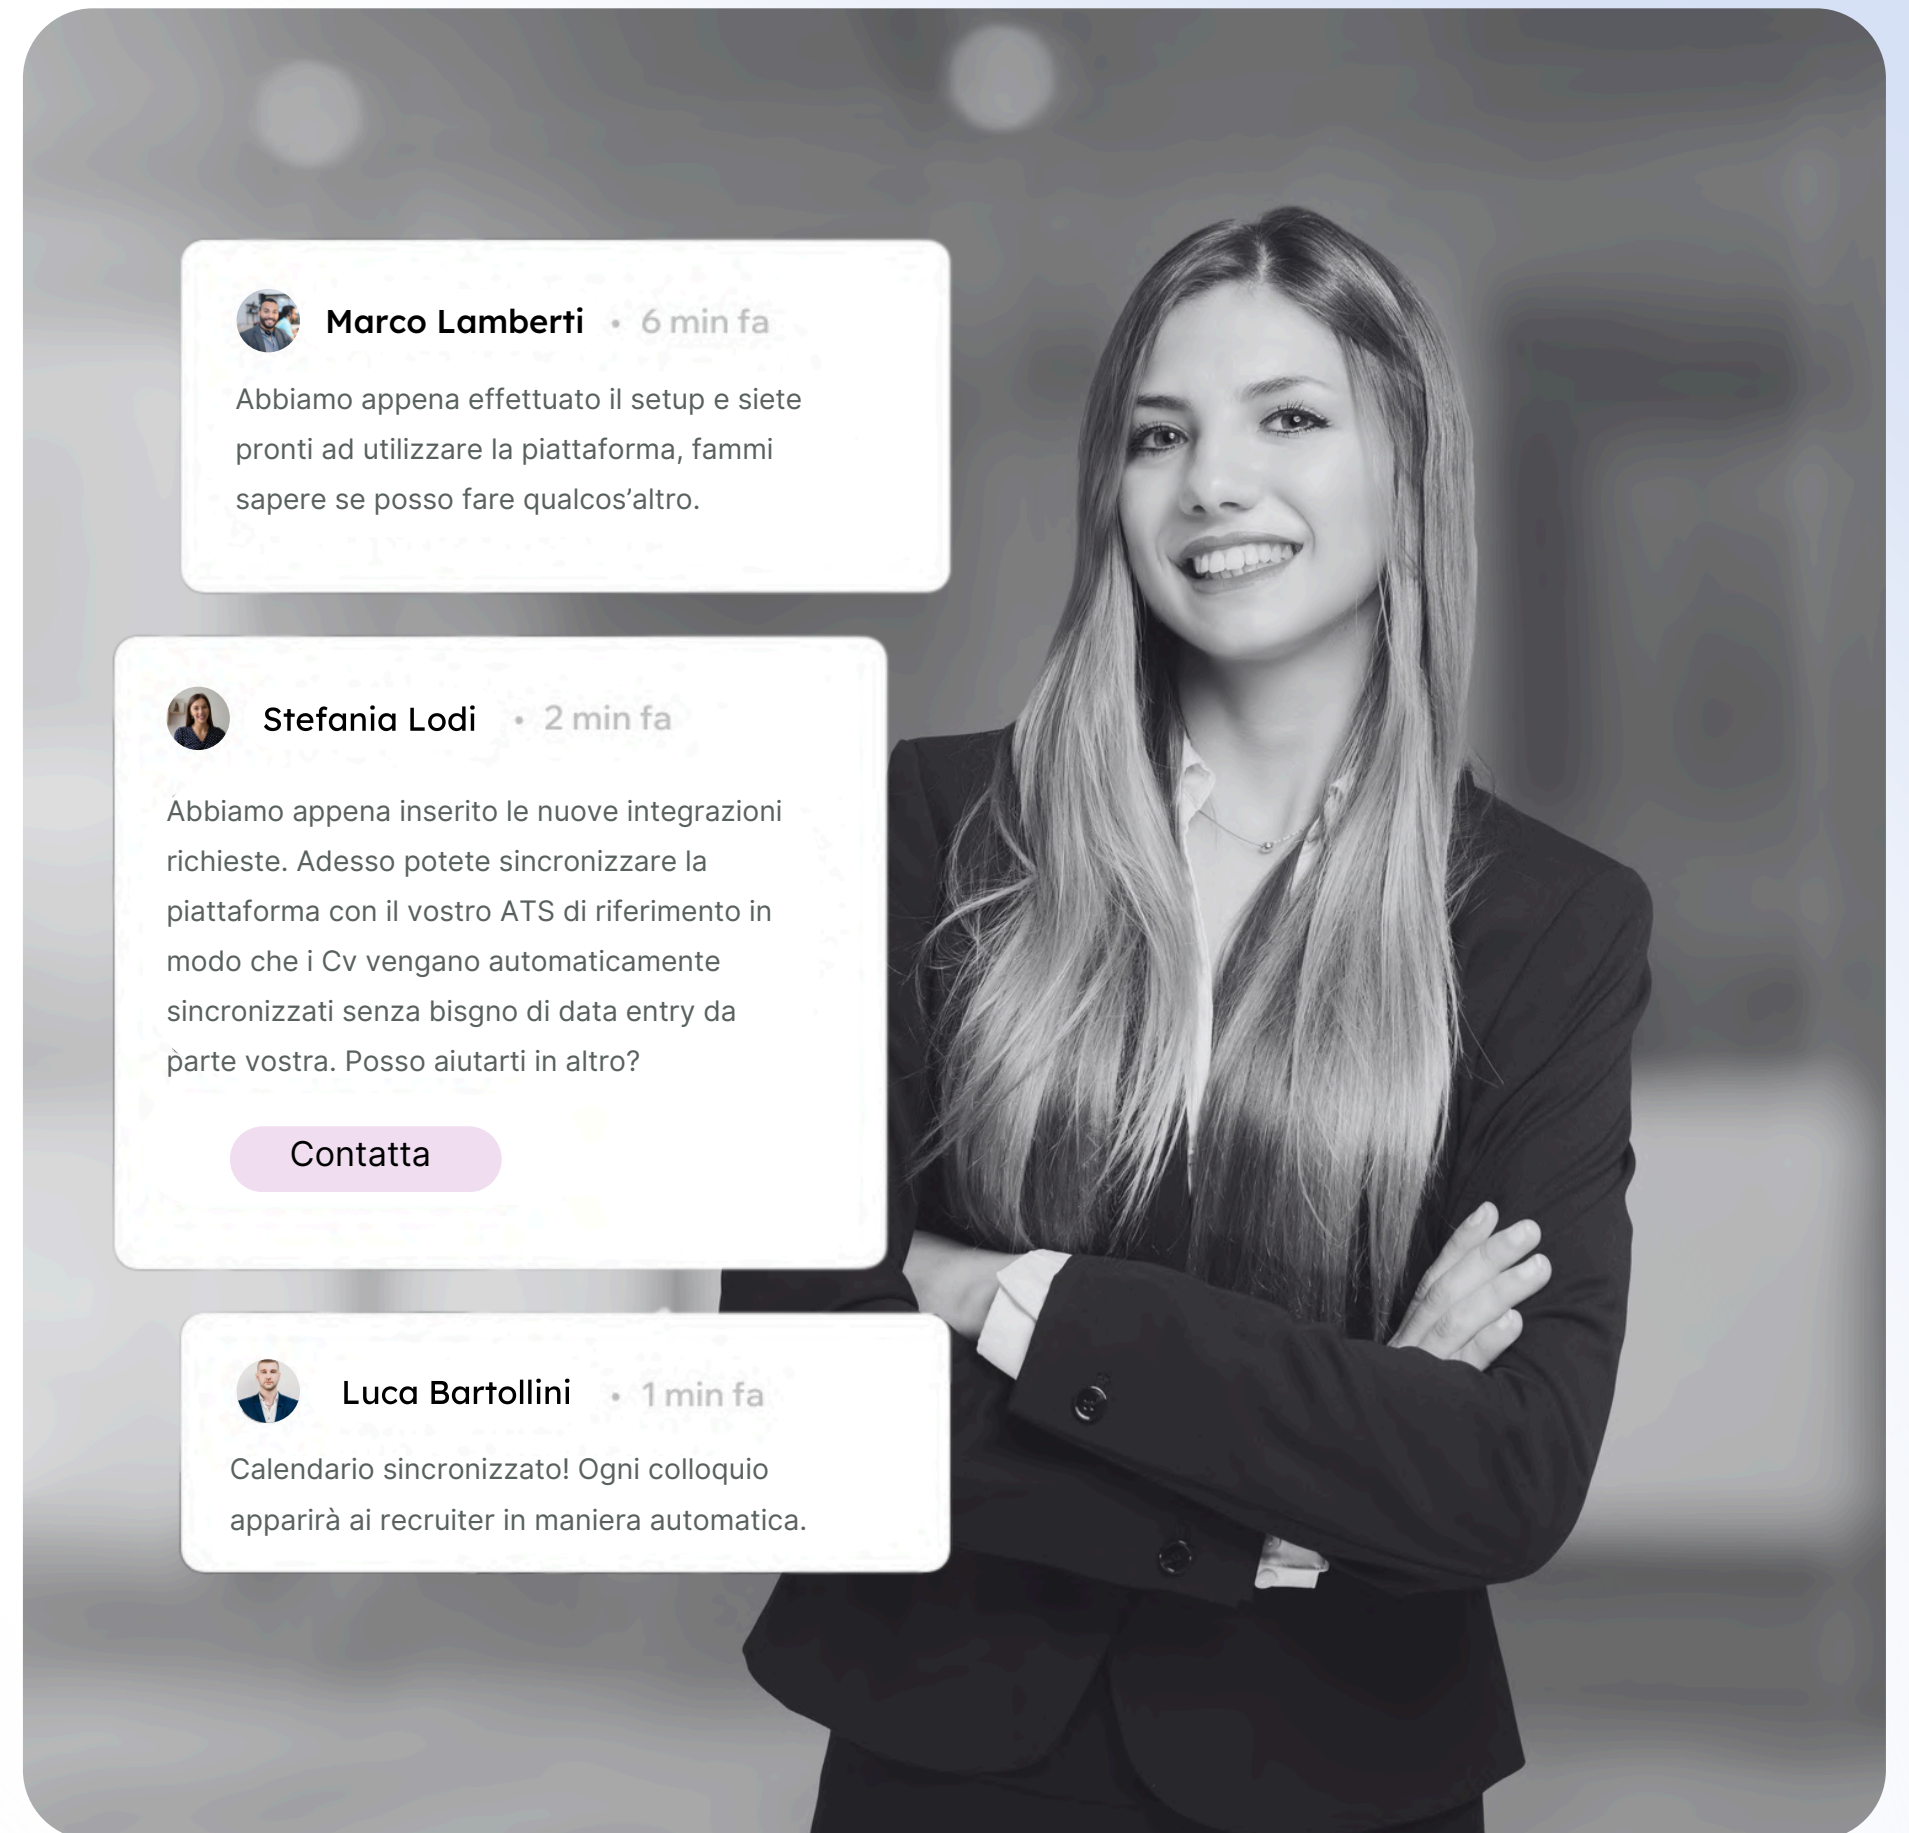 Marco Lamberti • 6 min fa
Abbiamo appena effettuato il setup e siete
pronti ad utilizzare la piattaforma, fammi
sapere se posso fare qualcos’altro.
Stefania Lodi • 2 min fa
Abbiamo appena inserito le nuove integrazioni
richieste. Adesso potete sincronizzare la
piattaforma con il vostro ATS di riferimento in
modo che i Cv vengano automaticamente
sincronizzati senza bisgno di data entry da
parte vostra. Posso aiutarti in altro?
Contatta
Luca Bartollini • 1 min fa
Calendario sincronizzato! Ogni colloquio
apparirà ai recruiter in maniera automatica.